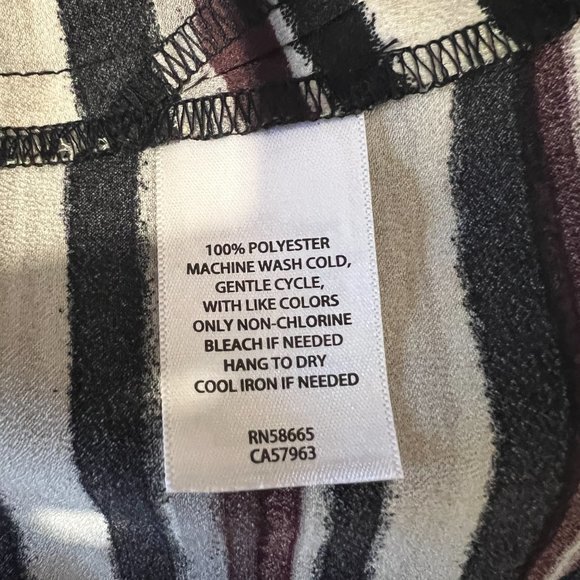 100% POLYESTER
MACHINE WASH COLD,
GENTLE CYCLE,
WITH LIKE COLORS
ONLY NON-CHLORINE
BLEACH IF NEEDED
HANG TO DRY
COOL IRON IF NEEDED
RN58665
CA57963